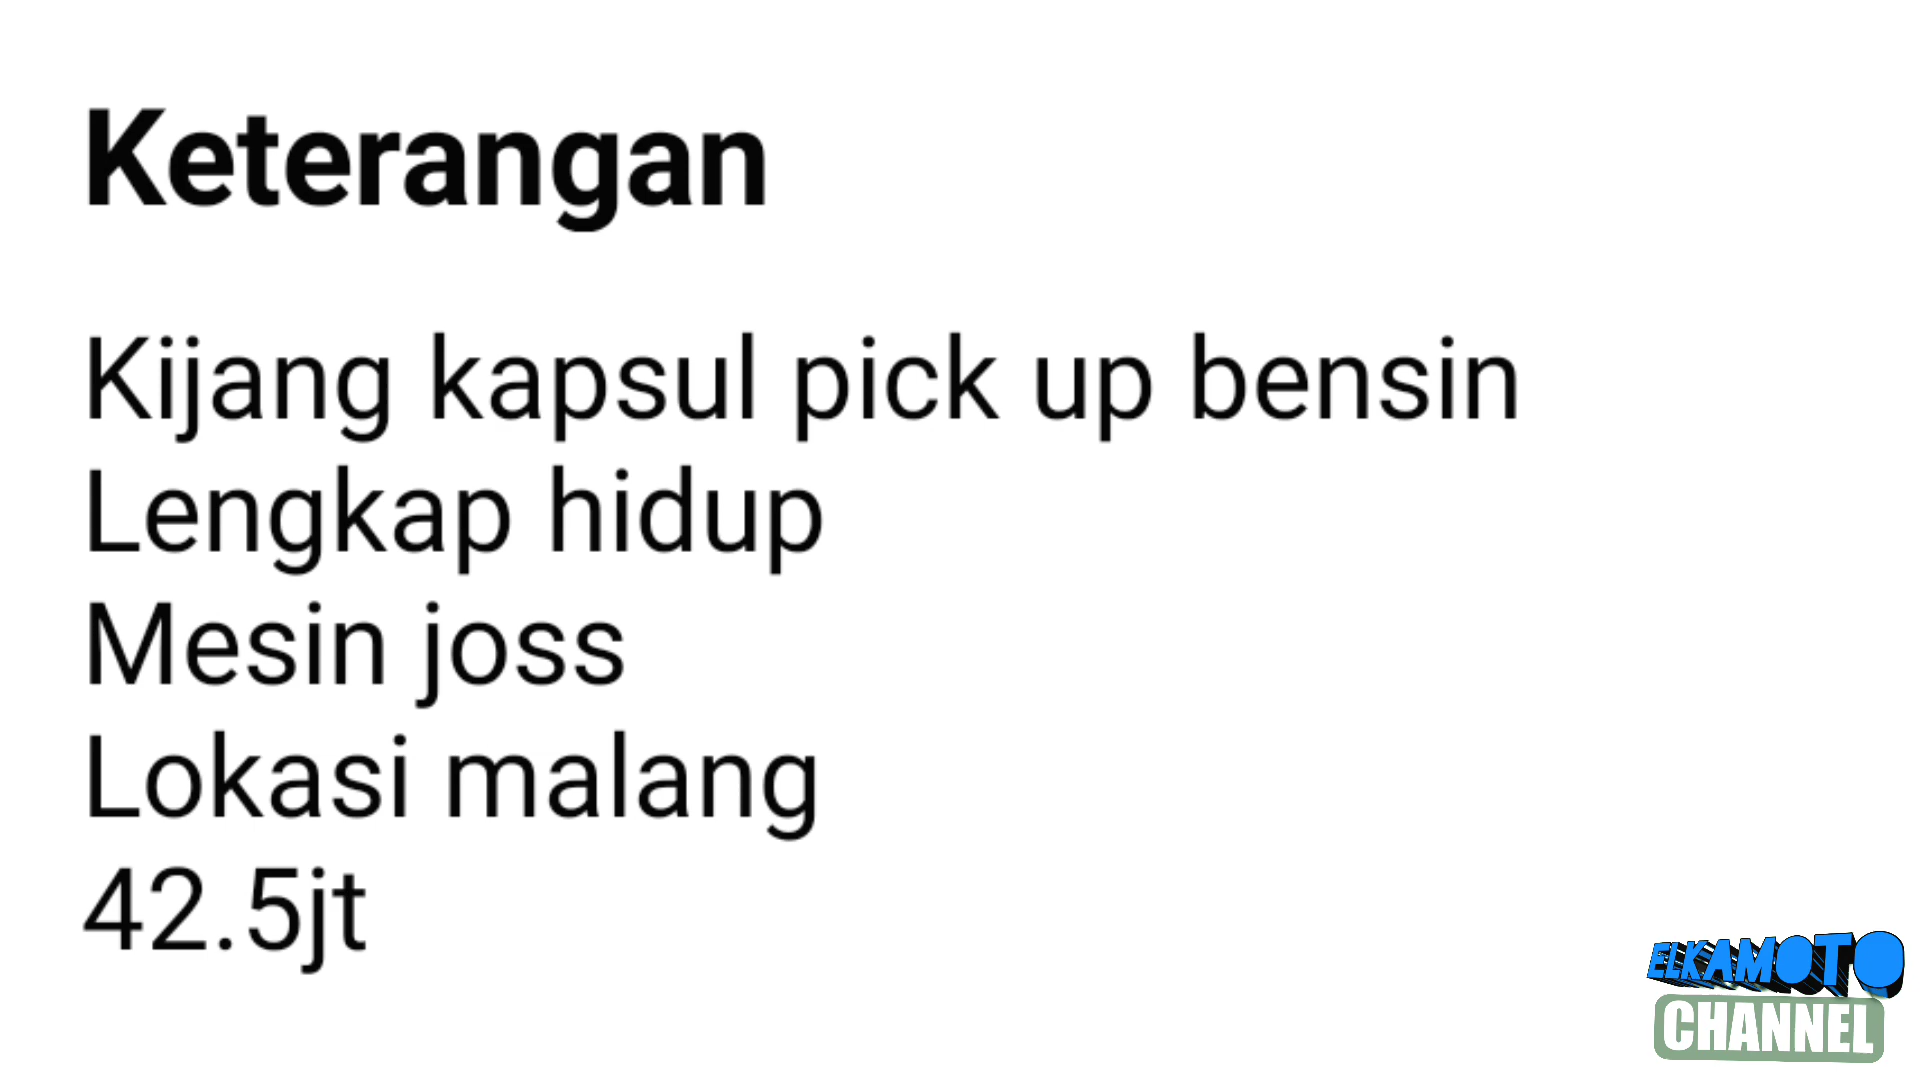 Keterangan
Kijang kapsul pick up bensin
Lengkap hidup
Mesin joss
Lokasi malang
42.5jt
ELKAMOTO
CHANNEL